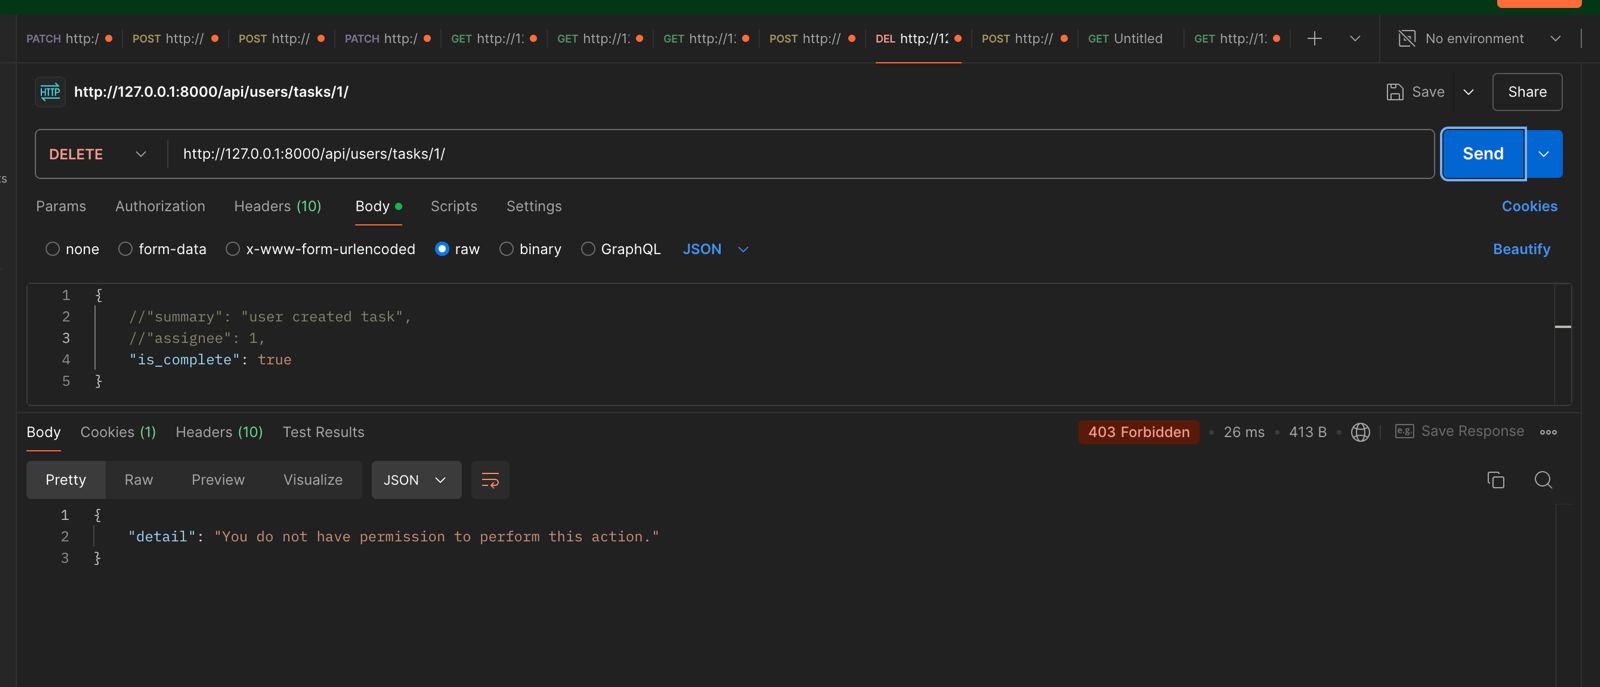 PATCH http:/ POST http:// POST http:// PATCH http:/ GET http://1: GET http://1: GET http://1: POST http:// DEL http://12 POST http:// GET Untitled GET http://1: No environment
HTTP http://127.0.0.1:8000/api/users/tasks/1/ Save Share
DELETE http://127.0.0.1:8000/api/users/tasks/1/ Send
ts
Params Authorization Headers (10) Body Scripts Settings Cookies
none form-data x-www-form-urlencoded raw binary GraphQL JSON Beautify
1 {
2 //"summary": "user created task",
3 //"assignee": 1,
4 "is_complete": true
5 }
Body Cookies (1) Headers (10) Test Results 403 Forbidden • 26 ms • 413 B • e.g. Save Response
Pretty Raw Preview Visualize JSON
1 {
2 "detail": "You do not have permission to perform this action."
3 }